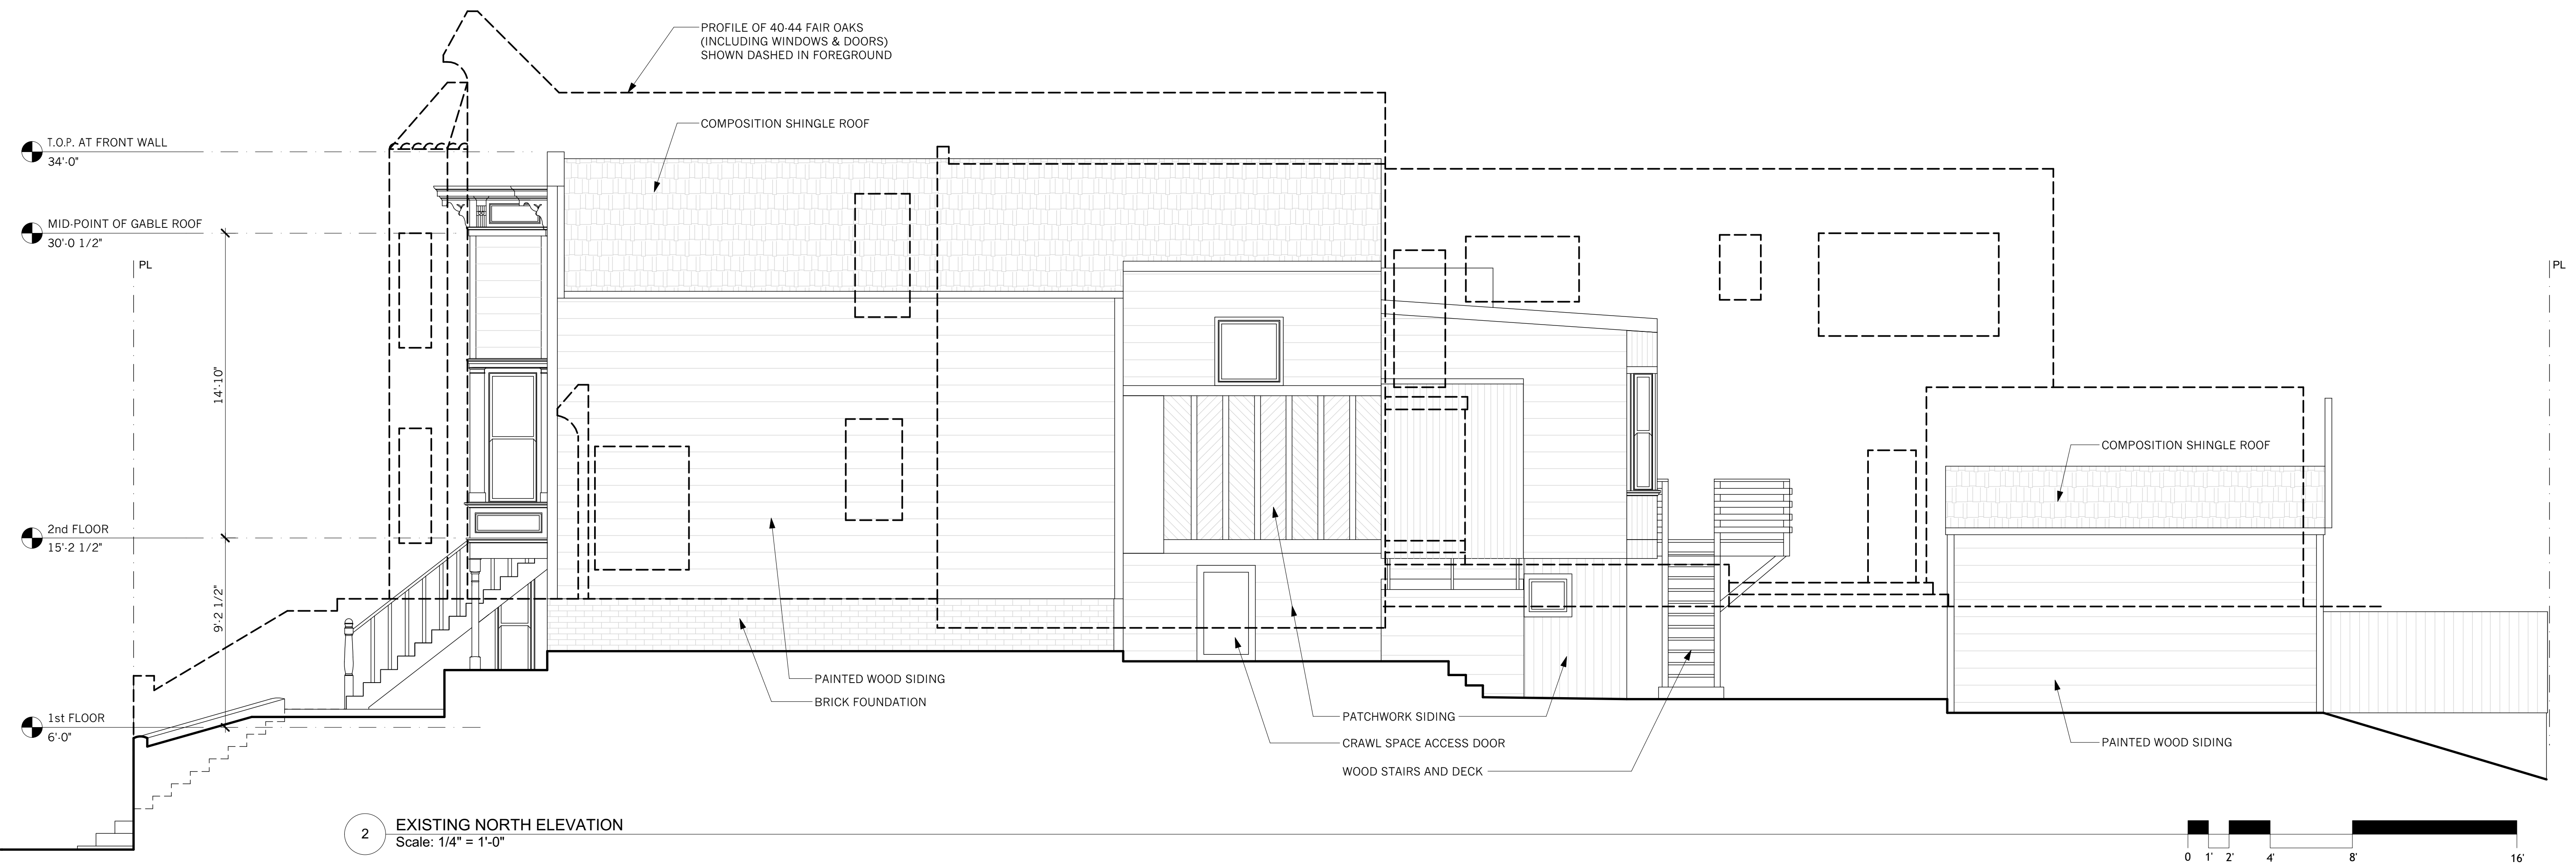 PROFILE OF 40-44 FAIR OAKS
(INCLUDING WINDOWS & DOORS)
SHOWN DASHED IN FOREGROUND
COMPOSITION SHINGLE ROOF
T.O.P. AT FRONT WALL
34'-0"
MID-POINT OF GABLE ROOF
30'-0 1/2"
PL
PL
14'-10"
COMPOSITION SHINGLE ROOF
2nd FLOOR
15'-2 1/2"
9'-2 1/2"
PAINTED WOOD SIDING
BRICK FOUNDATION
1st FLOOR
6'-0"
PATCHWORK SIDING
CRAWL SPACE ACCESS DOOR
WOOD STAIRS AND DECK
PAINTED WOOD SIDING
2
EXISTING NORTH ELEVATION
Scale: 1/4" = 1'-0"
0 1' 2' 4' 8' 16'